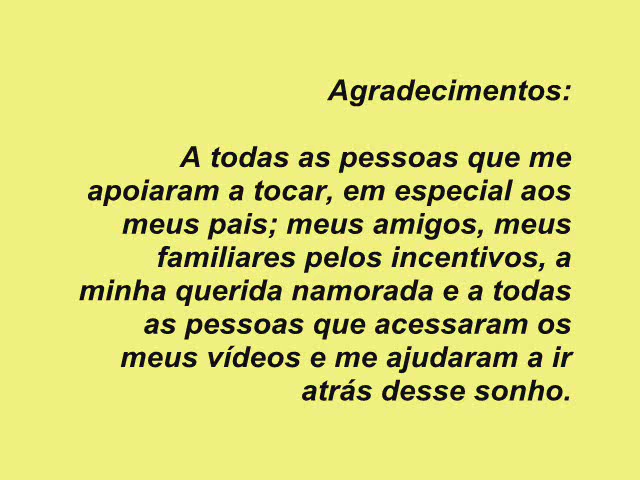 Agradecimentos:
A todas as pessoas que me
apoiaram a tocar, em especial aos
meus pais; meus amigos, meus
familiares pelos incentivos, a
minha querida namorada e a todas
as pessoas que acessaram os
meus vídeos e me ajudaram a ir
atrás desse sonho.